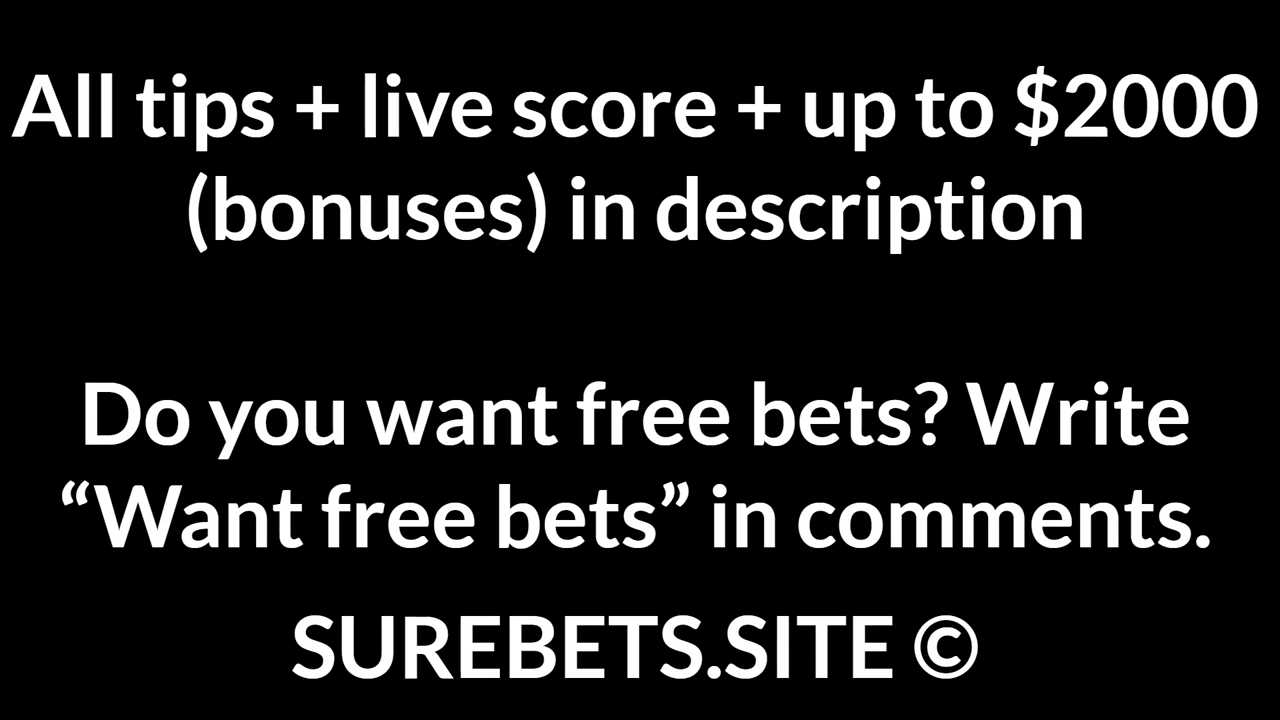 All tips + live score + up to $2000
(bonuses) in description
Do you want free bets? Write
“Want free bets” in comments.
SUREBETS.SITE ©